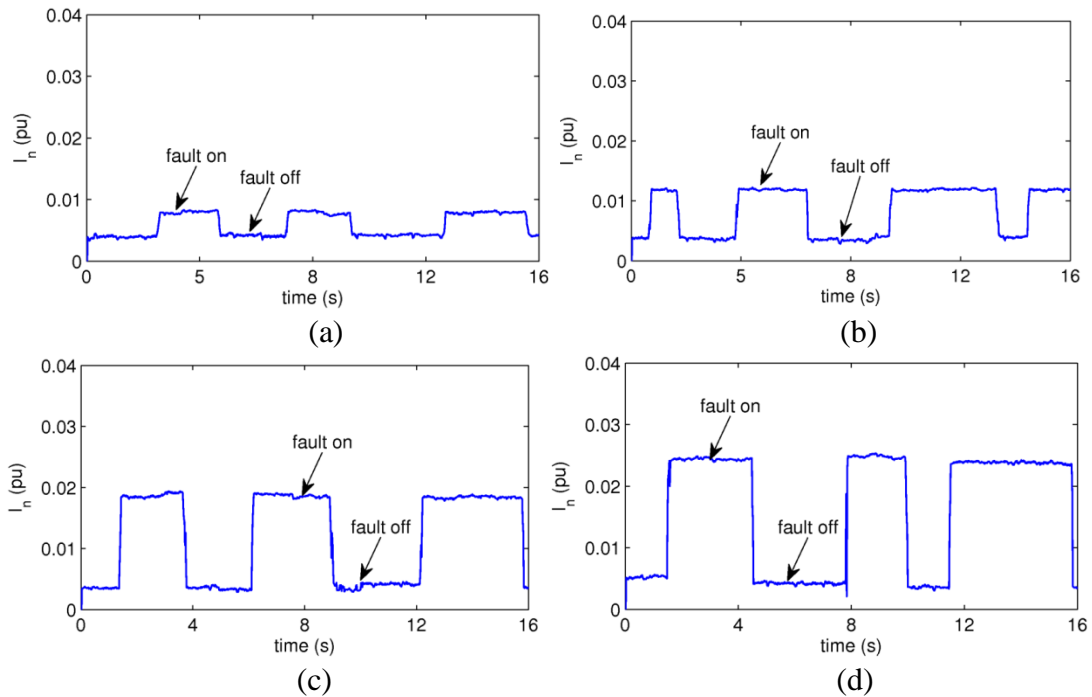 0.04
0.03
0.02
0.01
0
I_n (pu)
fault on
fault off
0 5 8 12 16
time (s)
(a)
0.04
0.03
0.02
0.01
0
I_n (pu)
fault on
fault off
0 5 8 12 16
time (s)
(b)
0.04
0.03
0.02
0.01
0
I_n (pu)
fault on
fault off
0 4 8 12 16
time (s)
(c)
0.04
0.03
0.02
0.01
0
I_n (pu)
fault on
fault off
0 4 8 12 16
time (s)
(d)